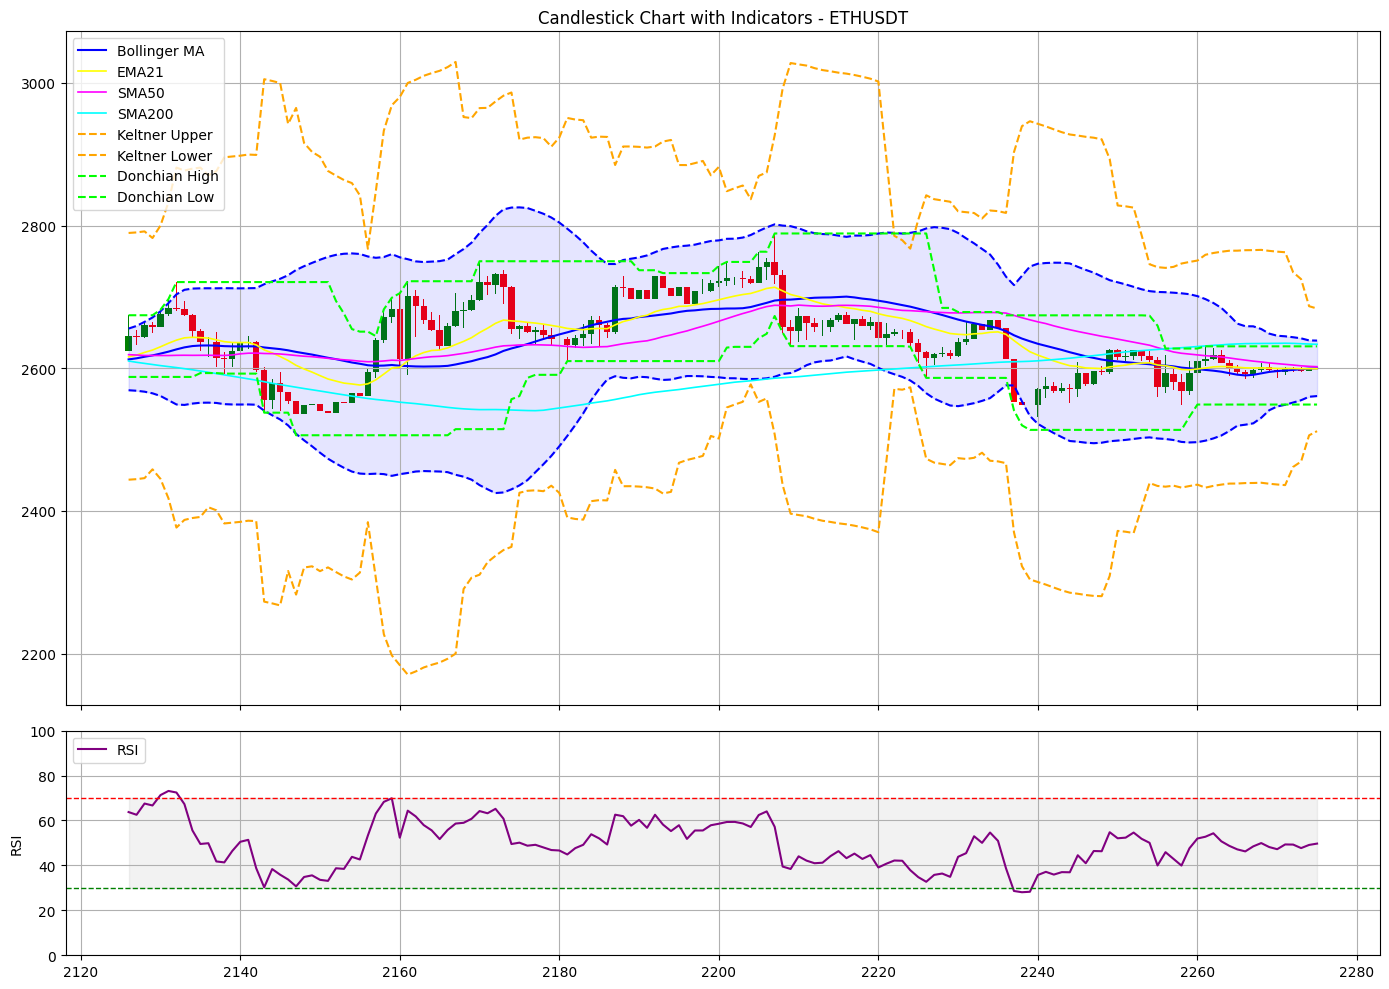 Candlestick Chart with Indicators - ETHUSDT
Bollinger MA
EMA21
SMA50
SMA200
Keltner Upper
Keltner Lower
Donchian High
Donchian Low
3000
2800
2600
2400
2200
RSI
100
80
60
40
20
0
RSI
2120 2140 2160 2180 2200 2220 2240 2260 2280